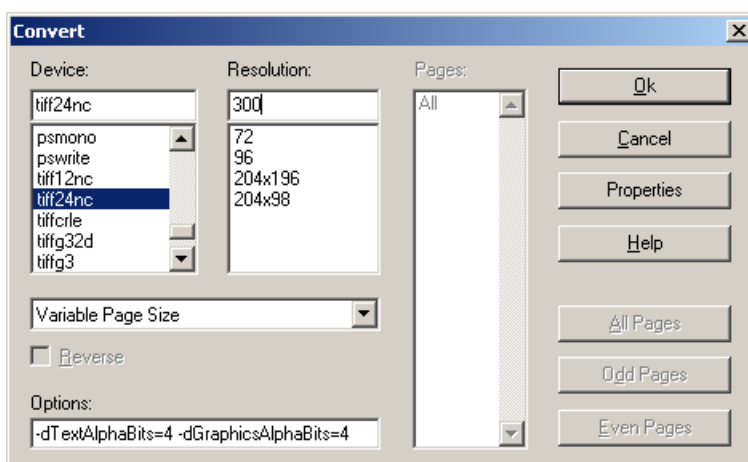 Convert
Device:
tiff24nc
psmono
pswrite
tiff12nc
tiff24nc
tiffcrle
tiffg32d
tiffg3
Resolution:
300
72
96
204x196
204x98
Pages:
All
Ok
Cancel
Properties
Help
Variable Page Size
Reverse
All Pages
Odd Pages
Even Pages
Options:
-dTextAlphaBits=4 -dGraphicsAlphaBits=4